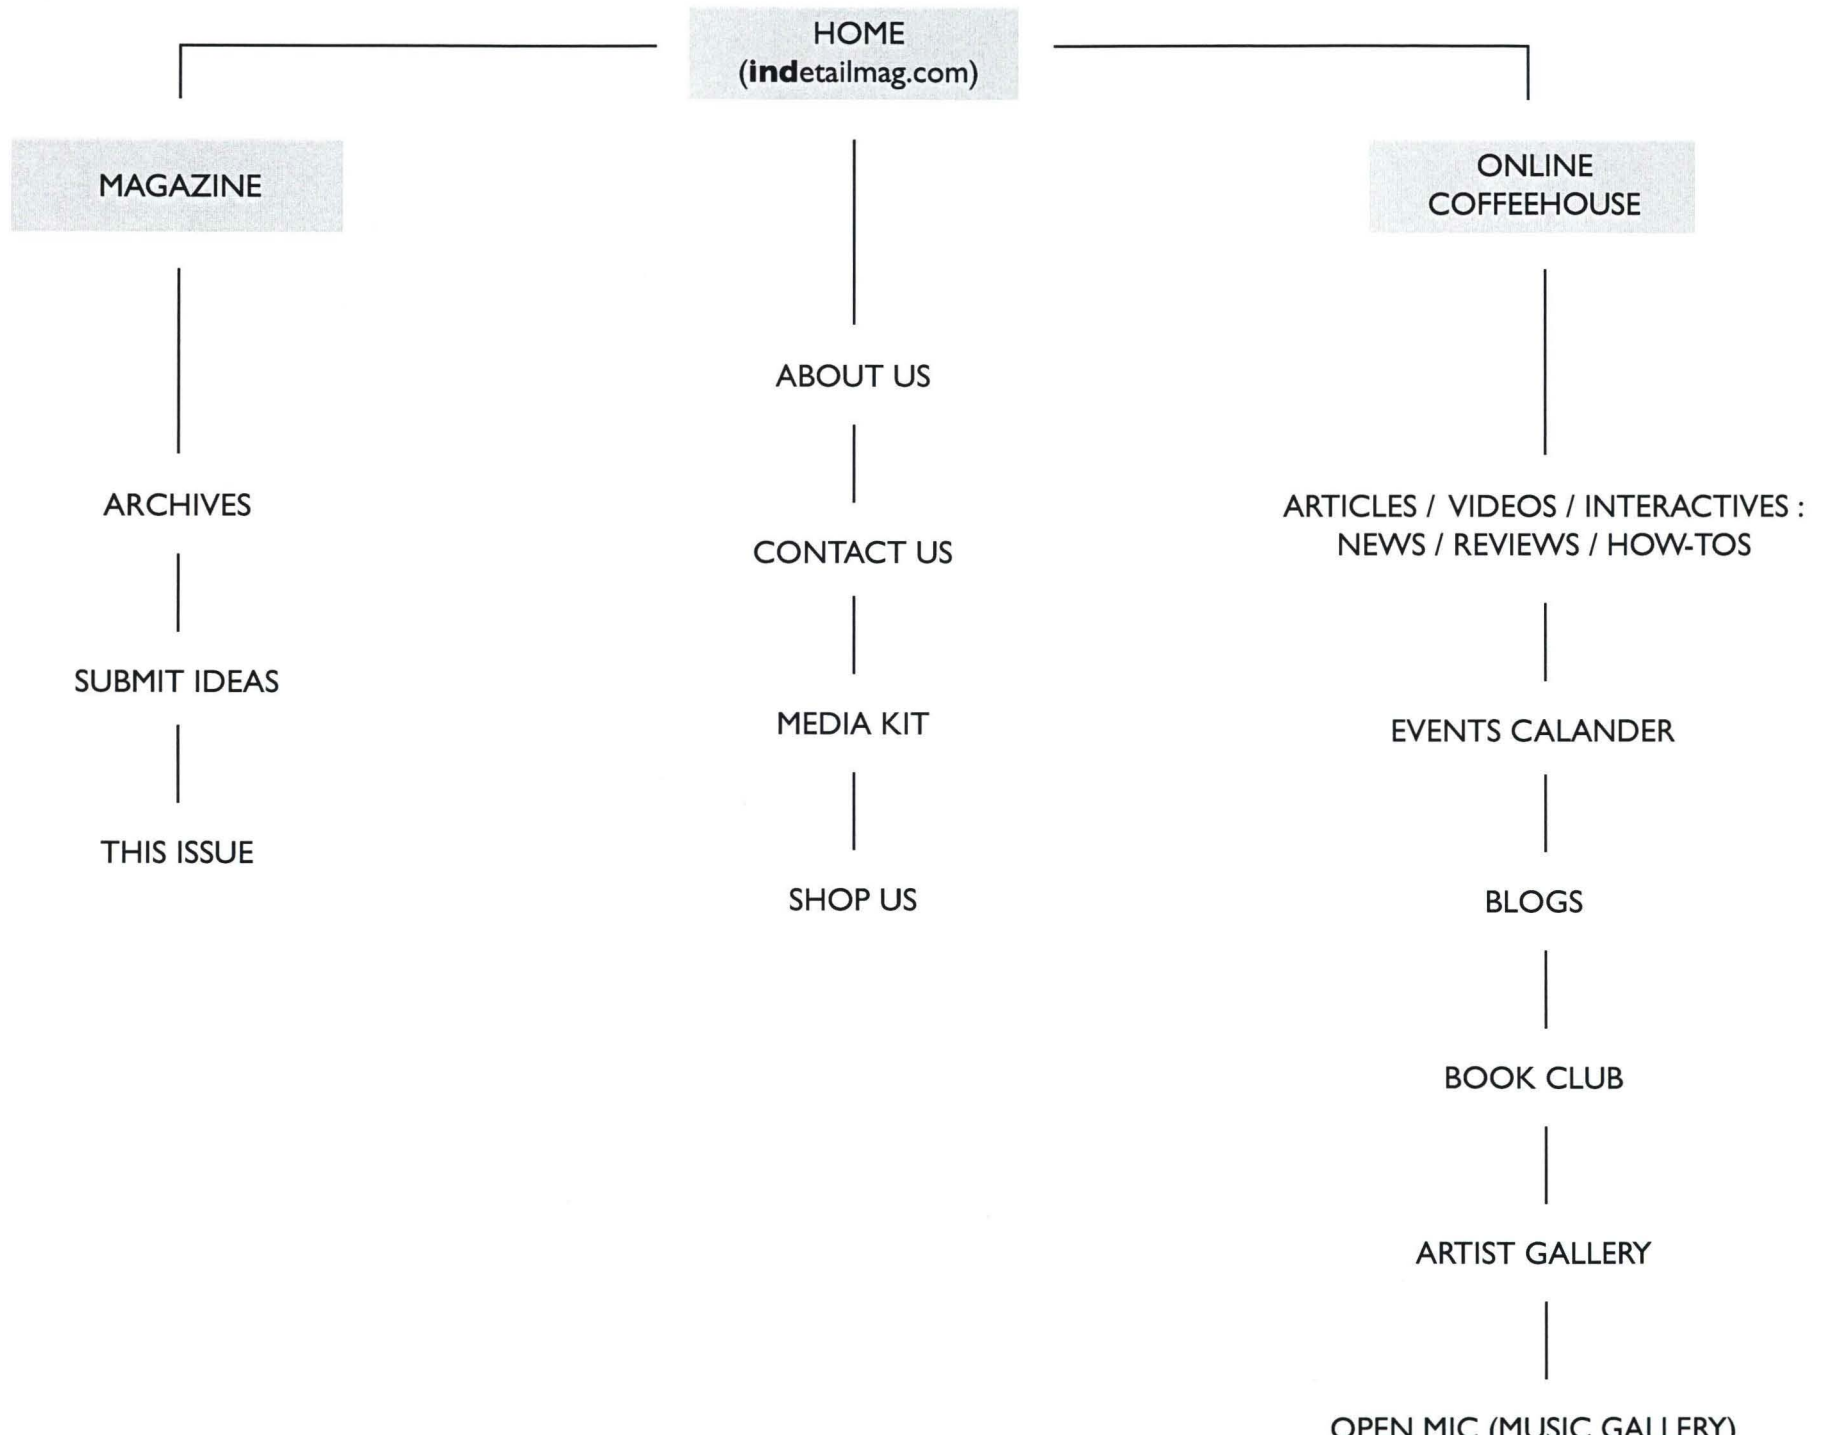 HOME
(indetailmag.com)
MAGAZINE
ONLINE
COFFEEHOUSE
ABOUT US
ARCHIVES
CONTACT US
ARTICLES / VIDEOS / INTERACTIVES :
NEWS / REVIEWS / HOW-TOS
SUBMIT IDEAS
MEDIA KIT
EVENTS CALANDER
THIS ISSUE
SHOP US
BLOGS
BOOK CLUB
ARTIST GALLERY
OPEN MIC (MUSIC GALLERY)